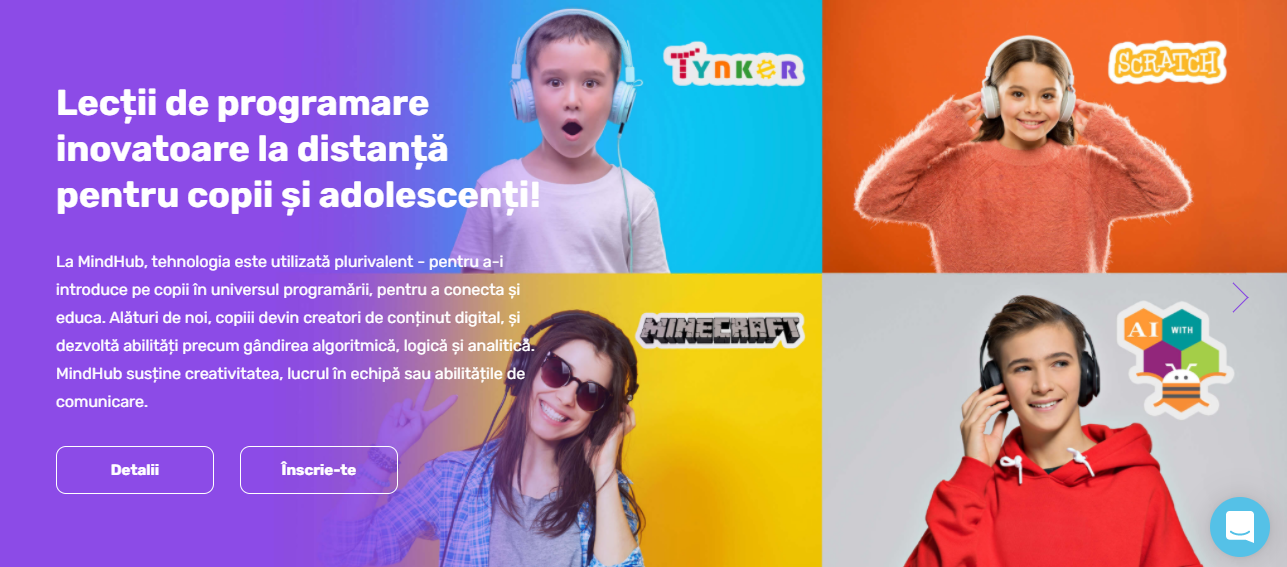 Lecții de programare
inovatoare la distanță
pentru copii și adolescenți!
La MindHub, tehnologia este utilizată plurivalent - pentru a-i
introduce pe copii în universul programării, pentru a conecta și
educa. Alături de noi, copiii devin creatori de conținut digital, și
dezvoltă abilități precum gândirea algoritmică, logică și analitică.
MindHub susține creativitatea, lucrul în echipă sau abilitățile de
comunicare.
Detalii
Înscrie-te
TYNKER
SCRATCH
MINECRAFT
AI WITH